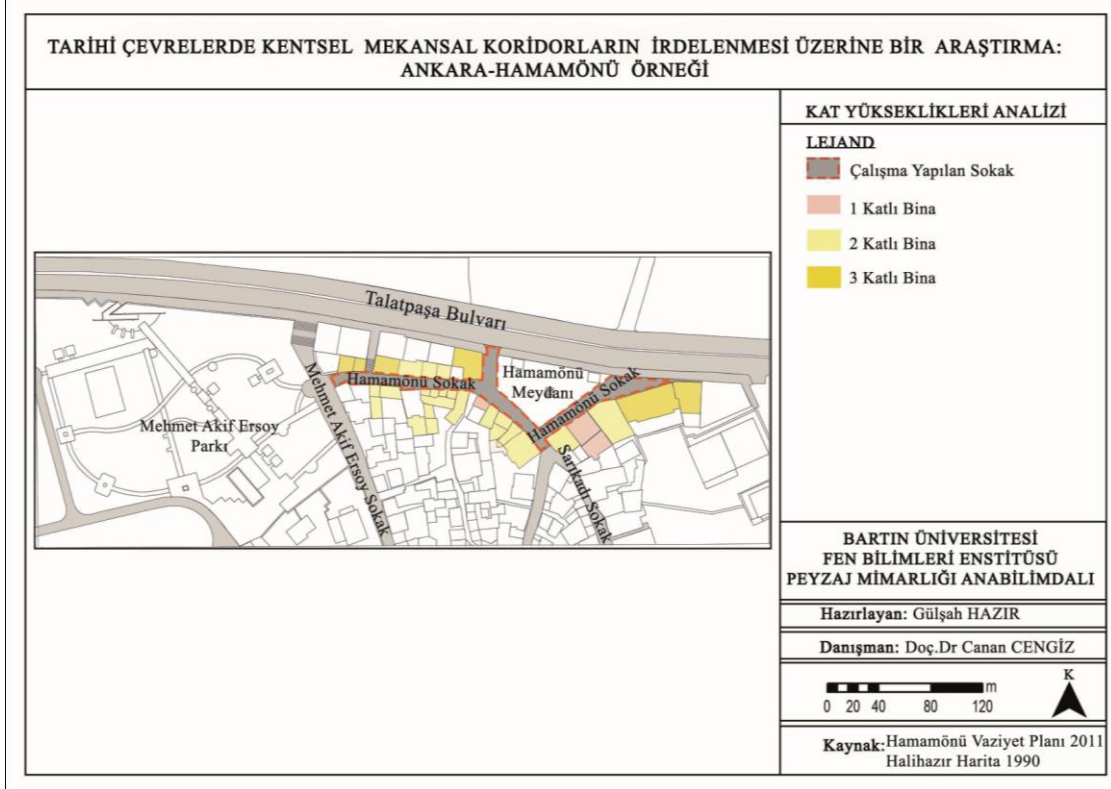 TARİHİ ÇEVRELERDE KENTSEL MEKANSAL KORİDORLARIN İRDELENMESİ ÜZERİNE BİR ARAŞTIRMA:
ANKARA-HAMAMÖNÜ ÖRNEĞİ
KAT YÜKSEKLİKLERİ ANALİZİ
LEJAND
Çalışma Yapılan Sokak
1 Katlı Bina
2 Katlı Bina
3 Katlı Bina
Talatpaşa Bulvarı
Hamamönü Sokak
Hamamönü
Meydanı
Hamamönü Sokak
Mehmet Akif Ersoy
Parkı
Mehmet Akif Ersoy Sokak
Sarıkadı Sokak
BARTIN ÜNİVERSİTESİ
FEN BİLİMLERİ ENSTİTÜSÜ
PEYZAJ MİMARLIĞI ANABİLİMDALI
Hazırlayan: Gülşah HAZIR
Danışman: Doç.Dr Canan CENGİZ
m
0 20 40 80 120
K
Kaynak: Hamamönü Vaziyet Planı 2011
Halihazır Harita 1990